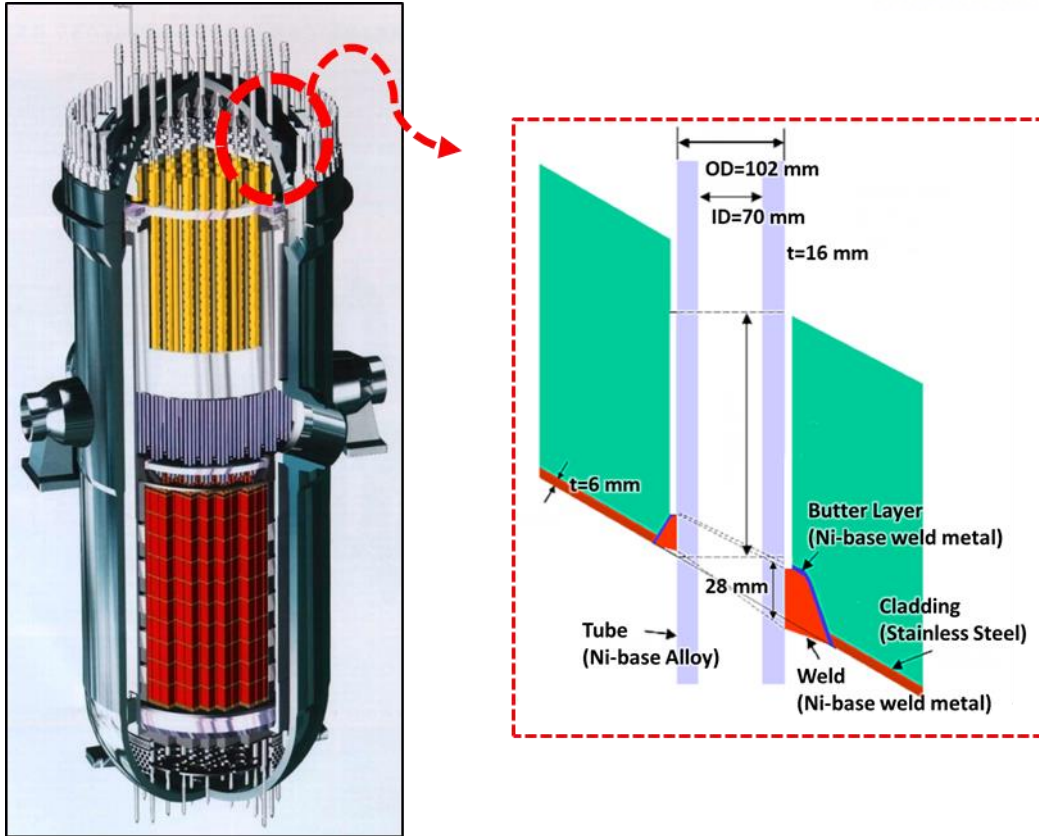 OD=102 mm
ID=70 mm
t=16 mm
t=6 mm
Butter Layer
(Ni-base weld metal)
28 mm
Cladding
(Stainless Steel)
Tube
(Ni-base Alloy)
Weld
(Ni-base weld metal)